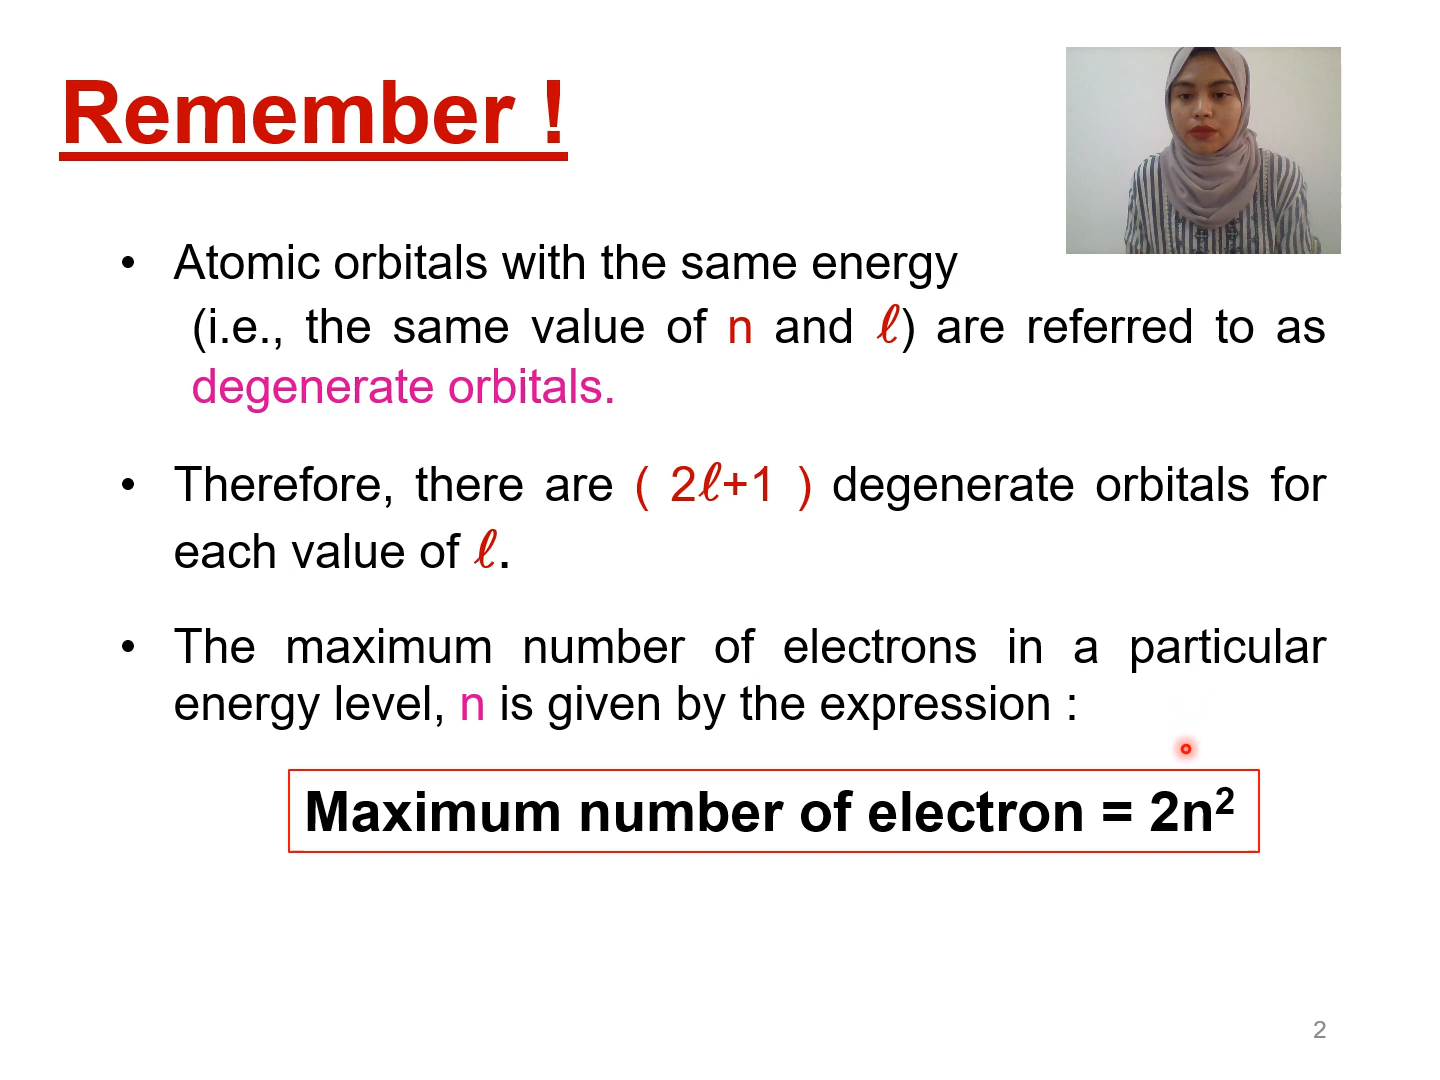 Remember !
• Atomic orbitals with the same energy
(i.e., the same value of n and ℓ) are referred to as
degenerate orbitals.
• Therefore, there are ( 2ℓ+1 ) degenerate orbitals for
each value of ℓ.
• The maximum number of electrons in a particular
energy level, n is given by the expression :
Maximum number of electron = 2n²
2